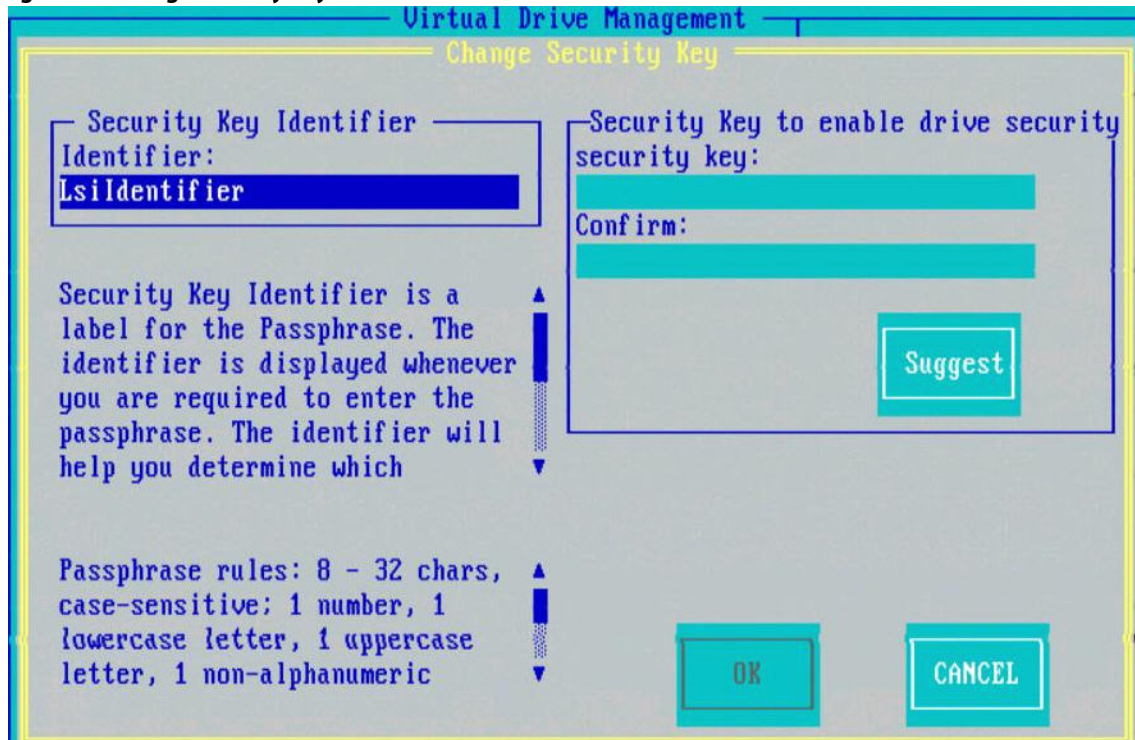 Virtual Drive Management
Change Security Key
Security Key Identifier
Identifier:
LsiIdentifier
Security Key Identifier is a
label for the Passphrase. The
identifier is displayed whenever
you are required to enter the
passphrase. The identifier will
help you determine which
Passphrase rules: 8 - 32 chars,
case-sensitive; 1 number, 1
lowercase letter, 1 uppercase
letter, 1 non-alphanumeric
Security Key to enable drive security
security key:
Confirm:
Suggest
OK
CANCEL